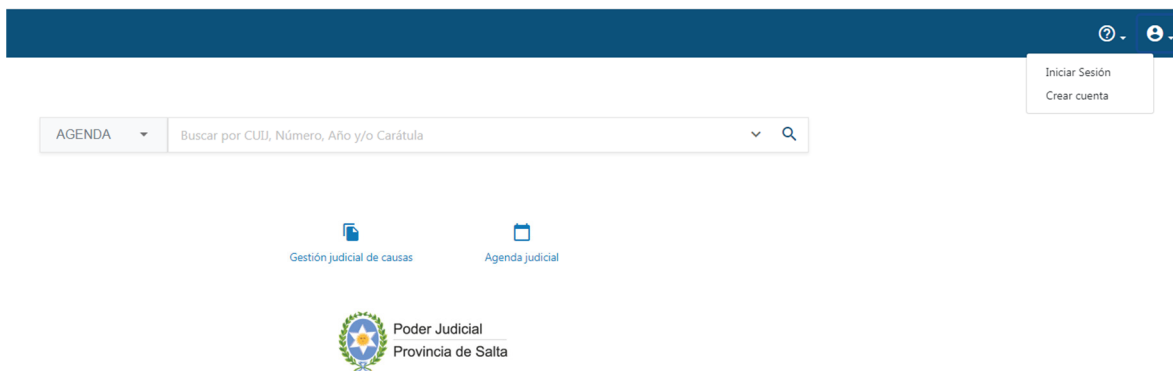 Iniciar Sesión
Crear cuenta
AGENDA
Buscar por CUIJ, Número, Año y/o Carátula
Gestión judicial de causas
Agenda judicial
Poder Judicial
Provincia de Salta